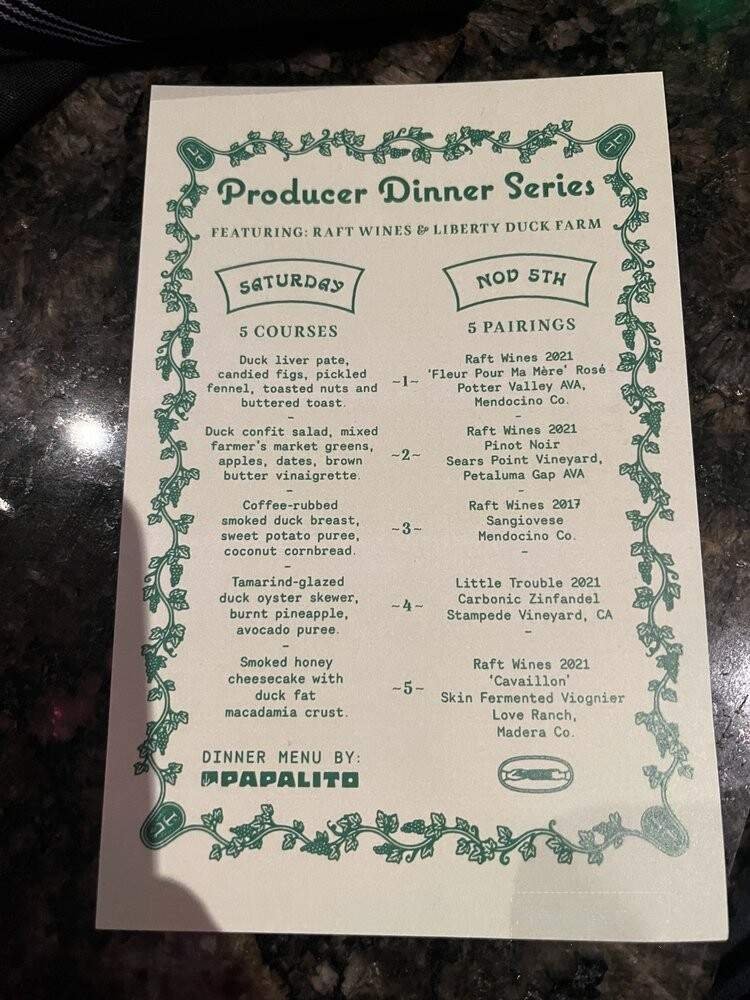 Producer Dinner Series
FEATURING: RAFT WINES & LIBERTY DUCK FARM
SATURDAY
NOV 5TH
5 COURSES
5 PAIRINGS
Duck liver pate,
candied figs, pickled
fennel, toasted nuts and
buttered toast.
~1~
Raft Wines 2021
'Fleur Pour Ma Mère' Rosé
Potter Valley AVA,
Mendocino Co.
–
Duck confit salad, mixed
farmer's market greens,
apples, dates, brown
butter vinaigrette.
~2~
–
Raft Wines 2021
Pinot Noir
Sears Point Vineyard,
Petaluma Gap AVA
–
Coffee-rubbed
smoked duck breast,
sweet potato puree,
coconut cornbread.
~3~
–
Raft Wines 2017
Sangiovese
Mendocino Co.
–
Tamarind-glazed
duck oyster skewer,
burnt pineapple,
avocado puree.
~4~
–
Little Trouble 2021
Carbonic Zinfandel
Stampede Vineyard, CA
–
Smoked honey
cheesecake with
duck fat
macadamia crust.
~5~
–
Raft Wines 2021
'Cavaillon'
Skin Fermented Viognier
Love Ranch,
Madera Co.
DINNER MENU BY:
PAPALITO